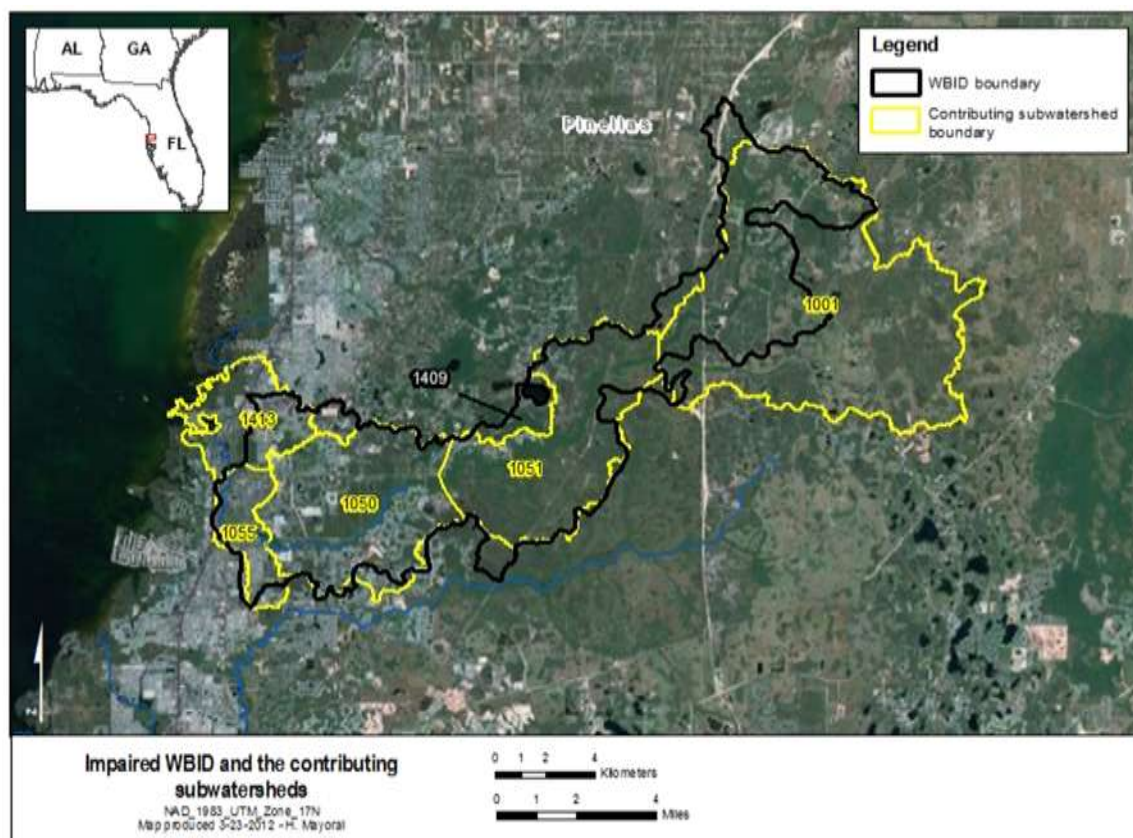 AL
GA
FL
Pinellas
Legend
WBID boundary
Contributing subwatershed
boundary
1001
1409
1413
1051
1050
1055
N
Impaired WBID and the contributing
subwatersheds
NAD_1983_UTM_Zone_17N
Map produced 3-23-2012 - H. Mayoral
0 1 2 4
Kilometers
0 1 2 4
Miles